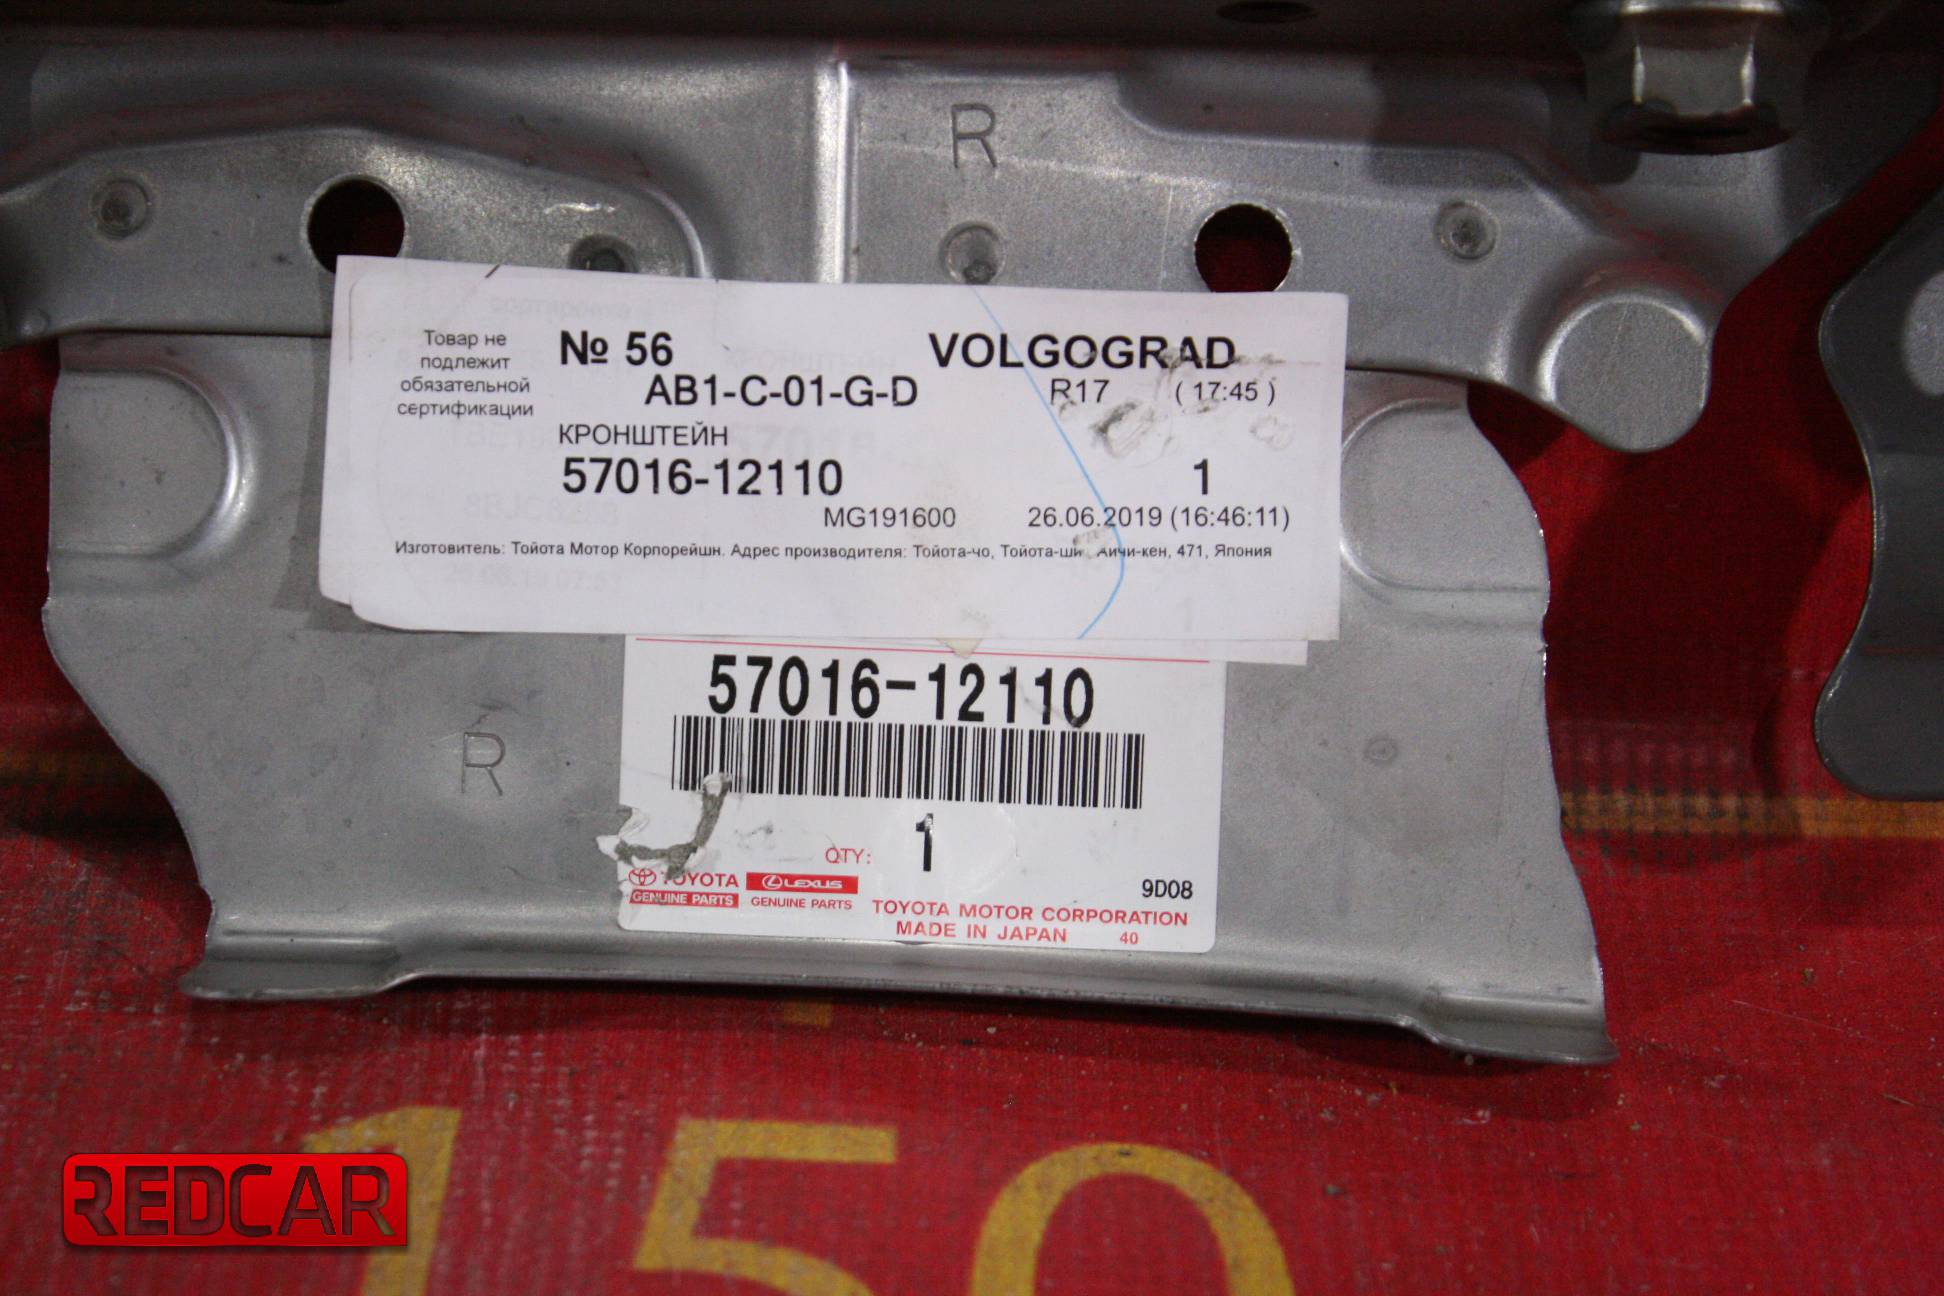 R
Товар не
подлежит
обязательной
сертификации
№ 56
VOLGOGRAD
AB1-C-01-G-D
R17
( 17:45 )
КРОНШТЕЙН
57016-12110
1
MG191600
26.06.2019 (16:46:11)
Изготовитель: Тойота Мотор Корпорейшн. Адрес производителя: Тойота-чо, Тойота-ши Аичи-кен, 471, Япония
57016-12110
R
QTY: 1
TOYOTA
GENUINE PARTS
LEXUS
GENUINE PARTS
9D08
TOYOTA MOTOR CORPORATION
MADE IN JAPAN
40
150
REDCAR